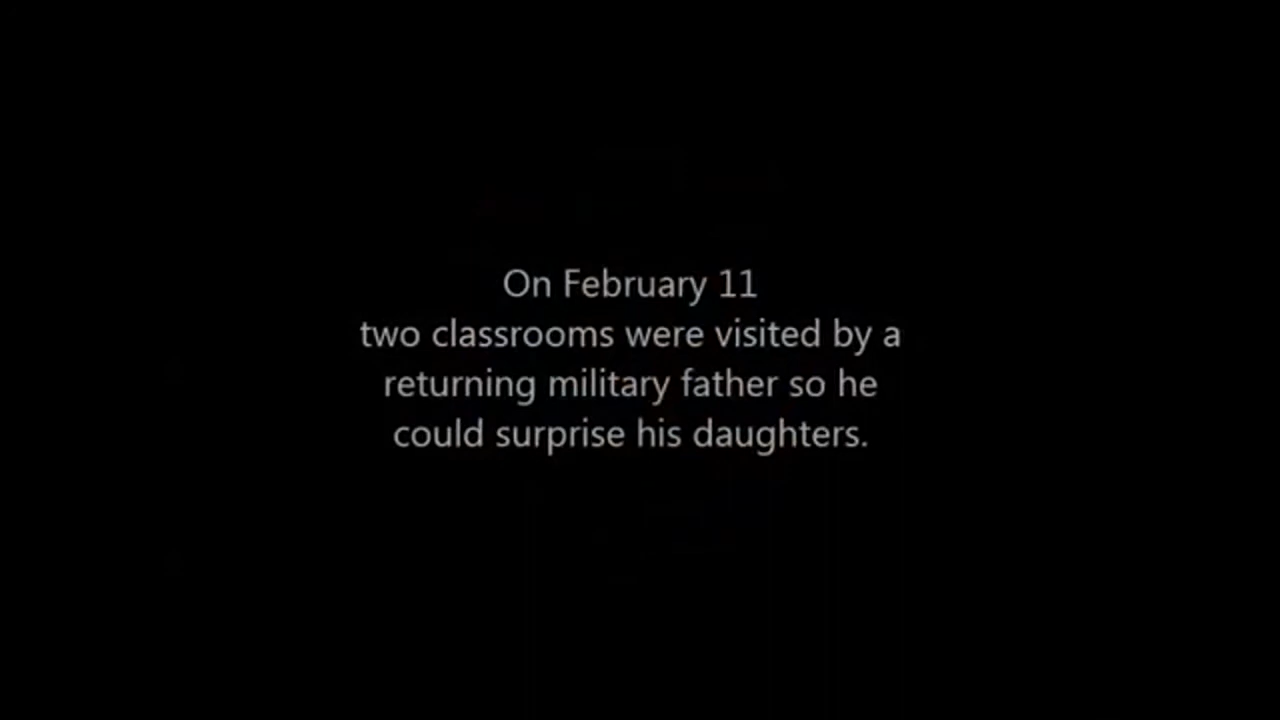 On February 11
two classrooms were visited by a
returning military father so he
could surprise his daughters.